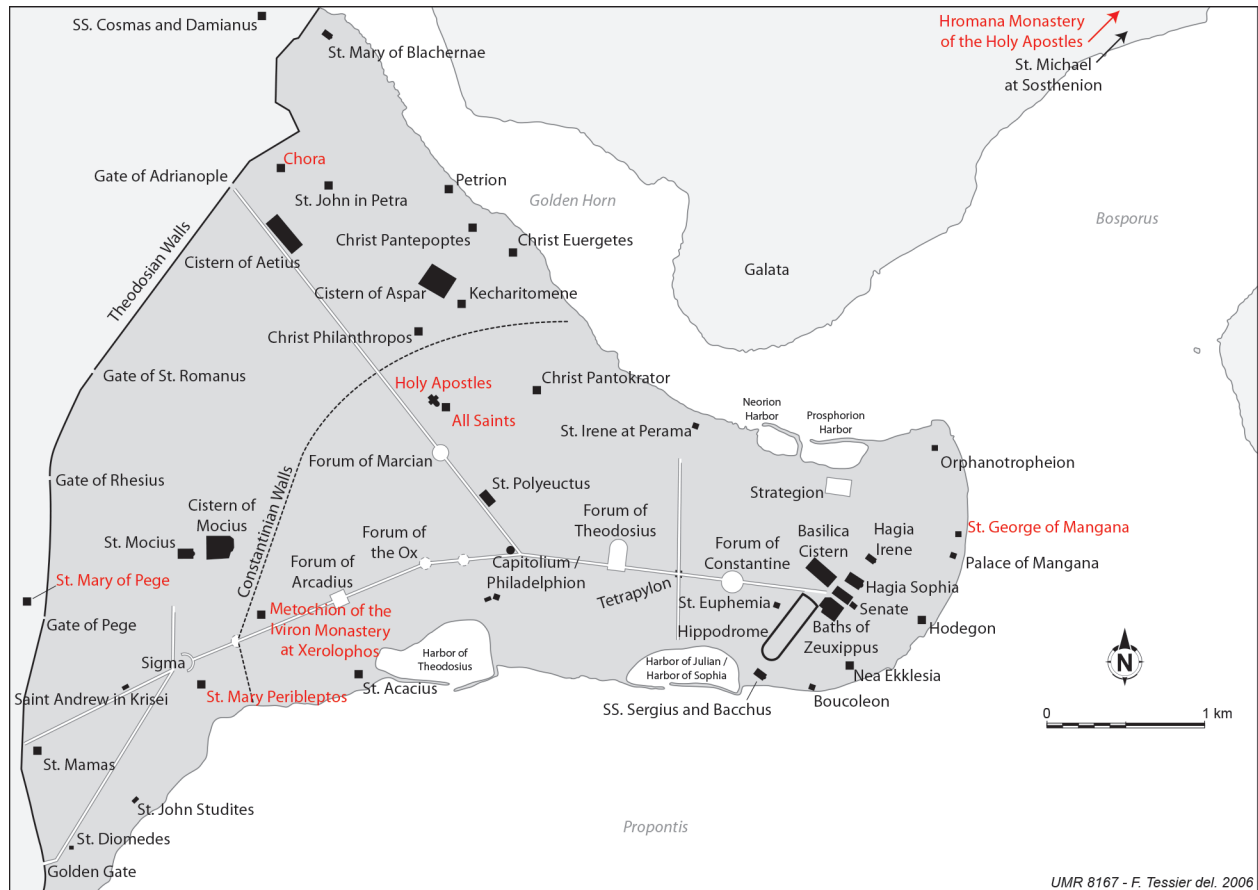 SS. Cosmas and Damianus
St. Mary of Blachernae
Hromana Monastery
of the Holy Apostles
St. Michael
at Sosthenion
Chora
Gate of Adrianople
St. John in Petra
Petrion
Golden Horn
Bosporus
Theodosian Walls
Cistern of Aetius
Christ Pantepoptes
Christ Euergetes
Galata
Cistern of Aspar
Kecharitomene
Christ Philanthropos
Gate of St. Romanus
Holy Apostles
All Saints
Christ Pantokrator
Neorion
Harbor
Prosphorion
Harbor
St. Irene at Perama
Forum of Marcian
Orphanotropheion
Gate of Rhesius
Constantinian Walls
St. Polyeuctus
Strategion
Cistern of
Mocius
St. Mocius
Forum of
the Ox
Forum of
Theodosius
Forum of
Constantine
Basilica
Cistern
Hagia
Irene
St. George of Mangana
Palace of Mangana
Forum of
Arcadius
Capitolium /
Philadelphion
Tetrapylon
Hagia Sophia
St. Mary of Pege
St. Euphemia
Senate
Gate of Pege
Metochion of the
Iviron Monastery
at Xerolophos
Hippodrome
Baths of
Zeuxippus
Hodegon
Sigma
Harbor of
Theodosius
Harbor of Julian /
Harbor of Sophia
N
Saint Andrew in Krisei
St. Mary Peribleptos
St. Acacius
Nea Ekklesia
SS. Sergius and Bacchus
Boucoleon
0 1 km
St. Mamas
St. John Studites
Propontis
St. Diomedes
Golden Gate
UMR 8167 - F. Tessier del. 2006